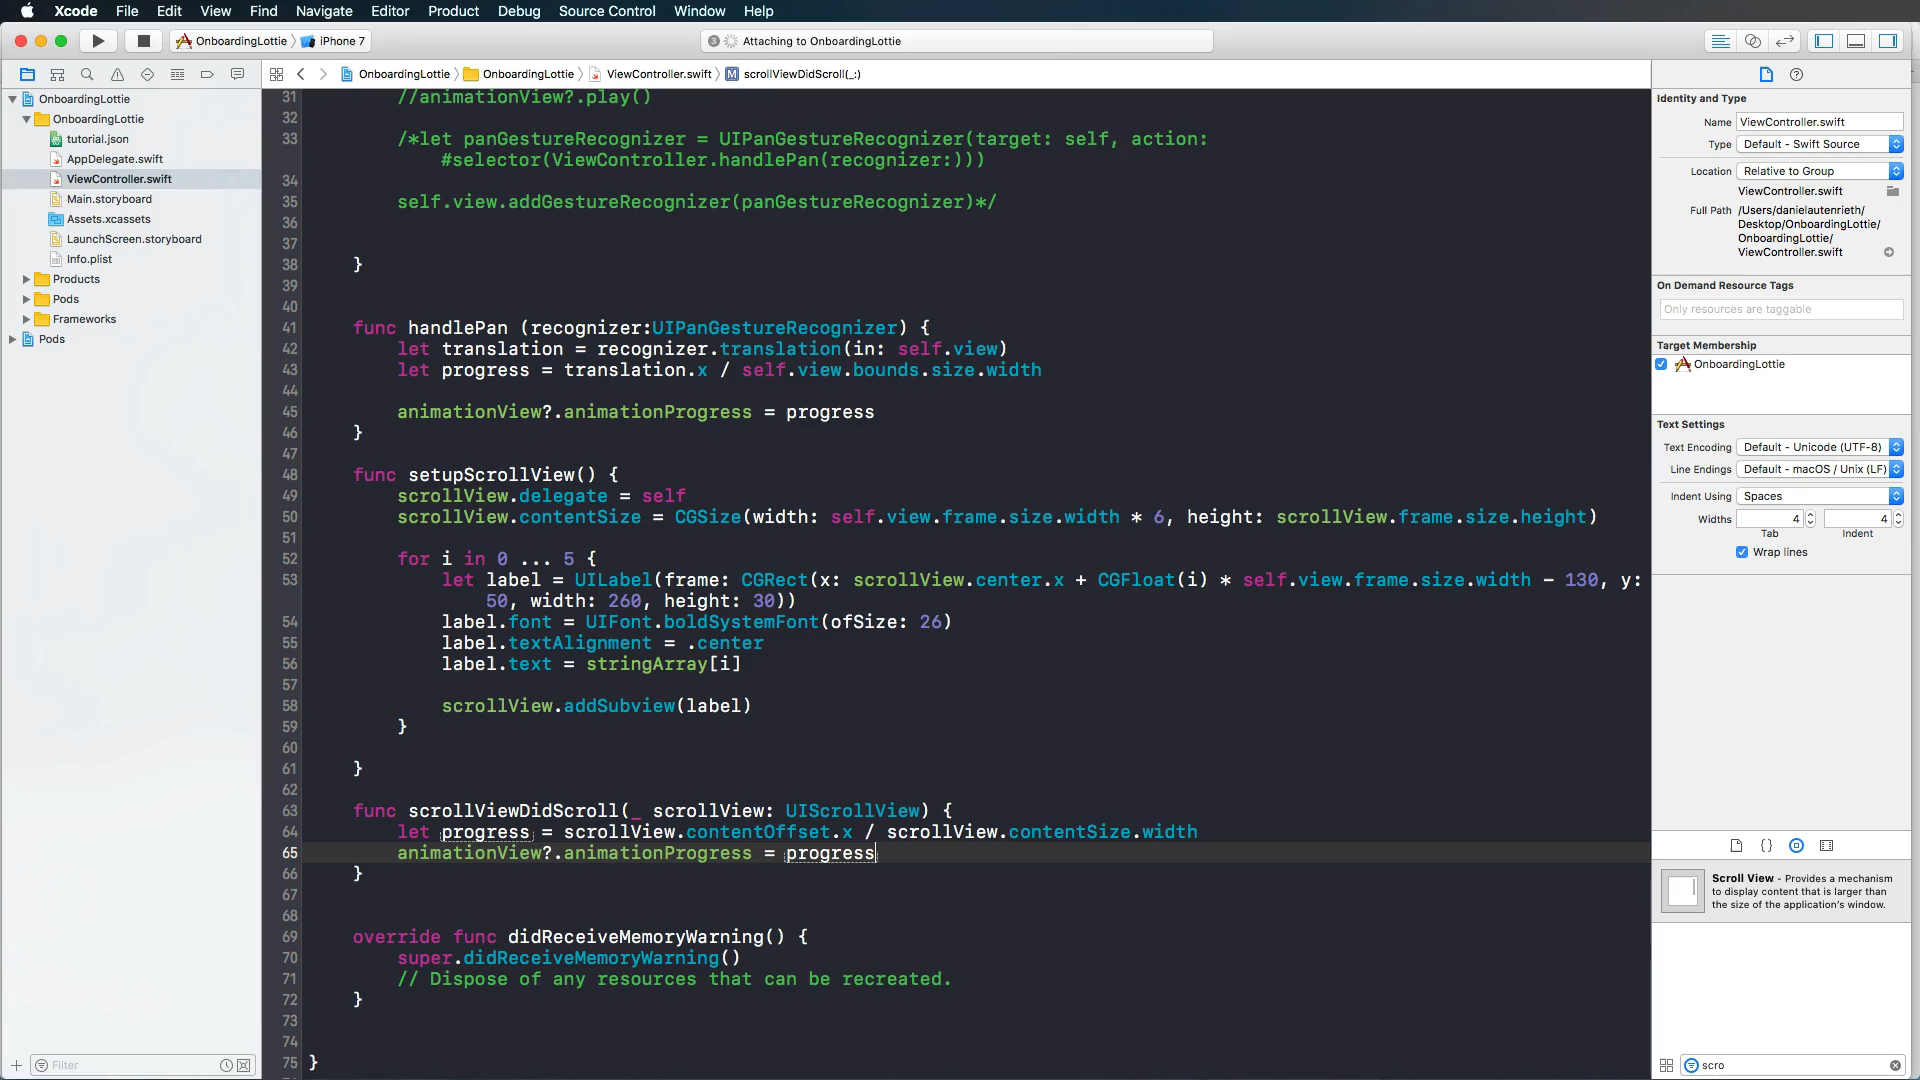 Xcode File Edit View Find Navigate Editor Product Debug Source Control Window Help
OnboardingLottie iPhone 7
3 Attaching to OnboardingLottie
OnboardingLottie OnboardingLottie ViewController.swift M scrollViewDidScroll(_:)
OnboardingLottie
OnboardingLottie
tutorial.json
AppDelegate.swift
ViewController.swift
Main.storyboard
Assets.xcassets
LaunchScreen.storyboard
Info.plist
Products
Pods
Frameworks
Pods
Filter
31 //animationView?.play()
32
33 /*let panGestureRecognizer = UIPanGestureRecognizer(target: self, action:
#selector(ViewController.handlePan(recognizer:)))
34
35 self.view.addGestureRecognizer(panGestureRecognizer)*/
36
37
38 }
39
40
41 func handlePan (recognizer:UIPanGestureRecognizer) {
42 let translation = recognizer.translation(in: self.view)
43 let progress = translation.x / self.view.bounds.size.width
44
45 animationView?.animationProgress = progress
46 }
47
48 func setupScrollView() {
49 scrollView.delegate = self
50 scrollView.contentSize = CGSize(width: self.view.frame.size.width * 6, height: scrollView.frame.size.height)
51
52 for i in 0 ... 5 {
53 let label = UILabel(frame: CGRect(x: scrollView.center.x + CGFloat(i) * self.view.frame.size.width - 130, y:
50, width: 260, height: 30))
54 label.font = UIFont.boldSystemFont(ofSize: 26)
55 label.textAlignment = .center
56 label.text = stringArray[i]
57
58 scrollView.addSubview(label)
59 }
60
61 }
62
63 func scrollViewDidScroll(_ scrollView: UIScrollView) {
64 let progress = scrollView.contentOffset.x / scrollView.contentSize.width
65 animationView?.animationProgress = progress
66 }
67
68
69 override func didReceiveMemoryWarning() {
70 super.didReceiveMemoryWarning()
71 // Dispose of any resources that can be recreated.
72 }
73
74
75 }
Identity and Type
Name ViewController.swift
Type Default - Swift Source
Location Relative to Group
ViewController.swift
Full Path /Users/danielautenrieth/
Desktop/OnboardingLottie/
OnboardingLottie/
ViewController.swift
On Demand Resource Tags
Only resources are taggable
Target Membership
OnboardingLottie
Text Settings
Text Encoding Default - Unicode (UTF-8)
Line Endings Default - macOS / Unix (LF)
Indent Using Spaces
Widths 4 4
Tab Indent
Wrap lines
Scroll View - Provides a mechanism
to display content that is larger than
the size of the application's window.
scro